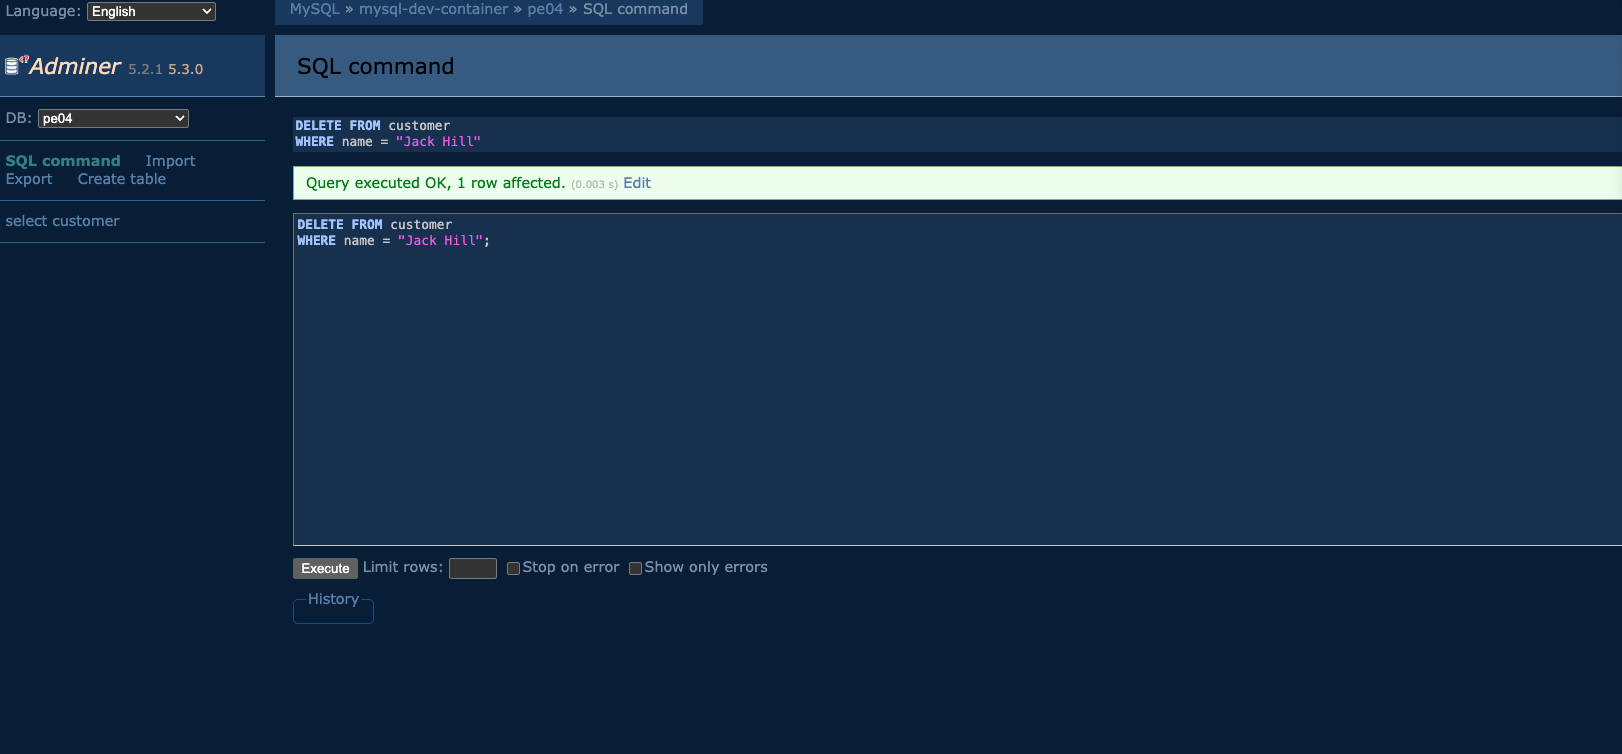 Language: English
MySQL » mysql-dev-container » pe04 » SQL command
Adminer 5.2.1 5.3.0
SQL command
DB: pe04
SQL command Import
Export Create table
select customer
DELETE FROM customer
WHERE name = "Jack Hill"
Query executed OK, 1 row affected. (0.003 s) Edit
DELETE FROM customer
WHERE name = "Jack Hill";
Execute Limit rows: Stop on error Show only errors
History